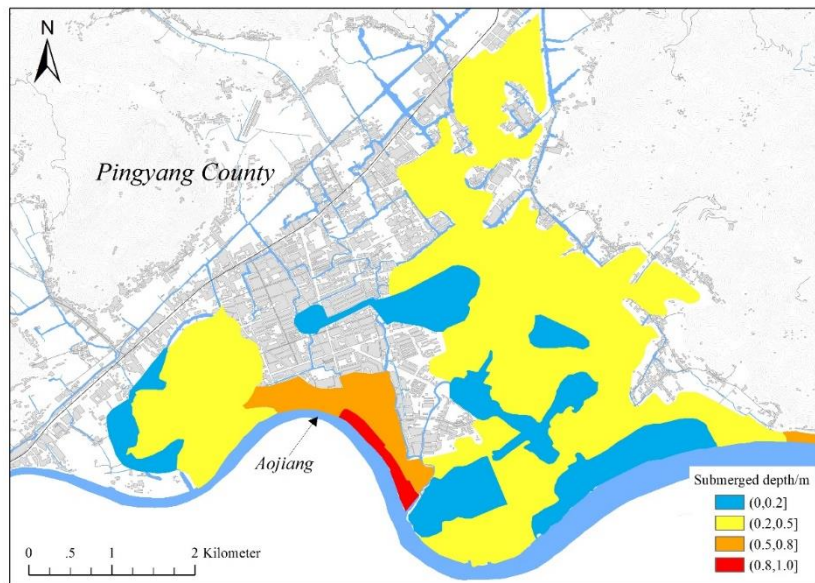 N
Pingyang County
Aojiang
Submerged depth/m
(0,0.2]
(0.2,0.5]
(0.5,0.8]
(0.8,1.0]
0 .5 1 2 Kilometer